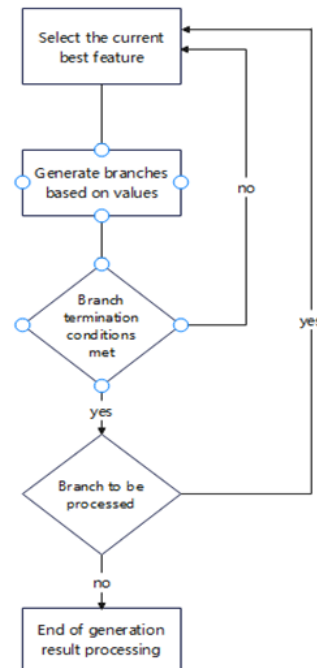 Select the current
best feature
Generate branches
based on values
no
Branch
termination
conditions
met
yes
yes
Branch to be
processed
no
End of generation
result processing